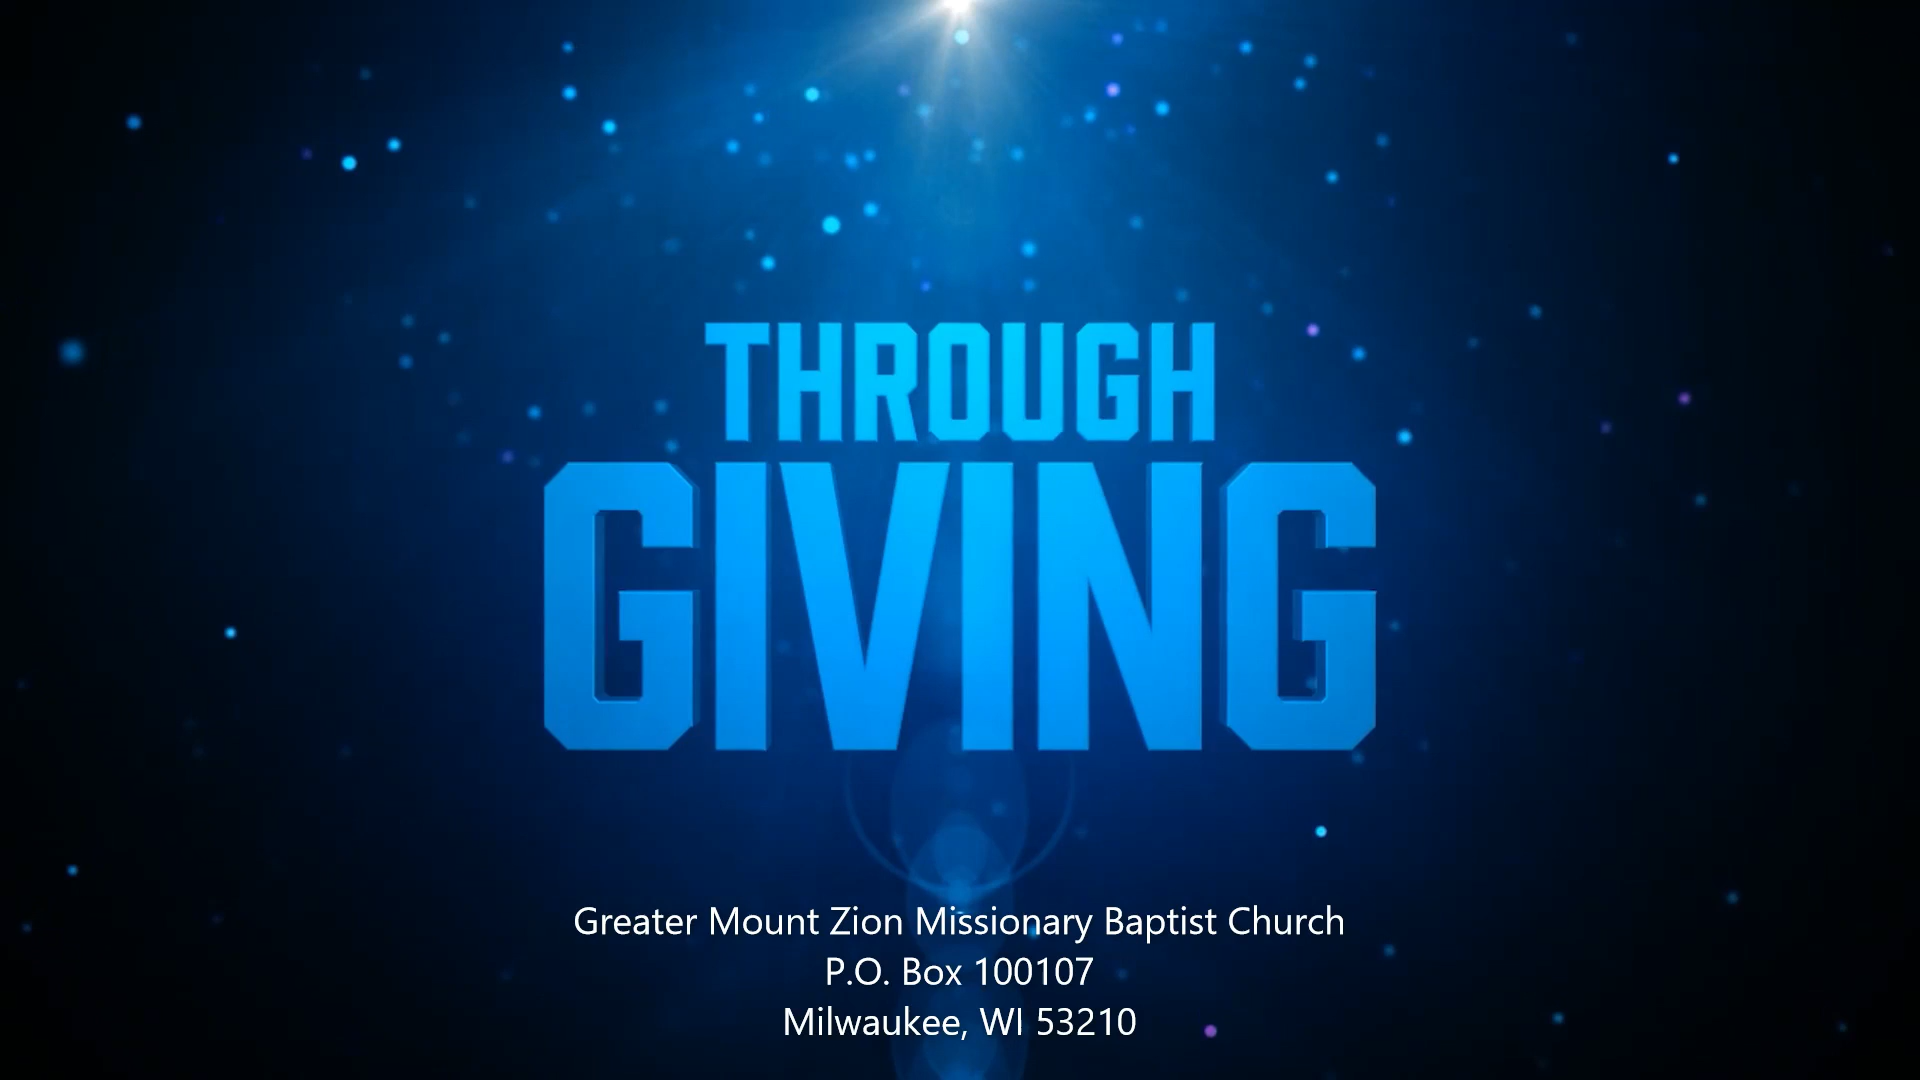 THROUGH
GIVING
Greater Mount Zion Missionary Baptist Church
P.O. Box 100107
Milwaukee, WI 53210